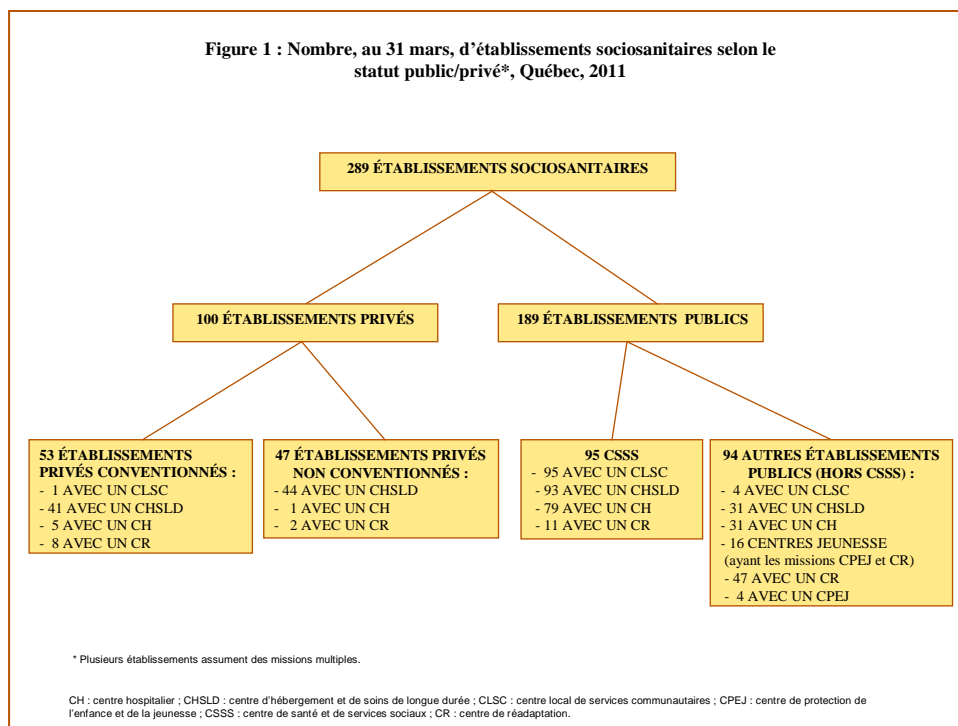 Figure 1 : Nombre, au 31 mars, d'établissements sociosanitaires selon le
statut public/privé*, Québec, 2011
289 ÉTABLISSEMENTS SOCIOSANITAIRES
100 ÉTABLISSEMENTS PRIVÉS
189 ÉTABLISSEMENTS PUBLICS
53 ÉTABLISSEMENTS
PRIVÉS CONVENTIONNÉS :
- 1 AVEC UN CLSC
- 41 AVEC UN CHSLD
- 5 AVEC UN CH
- 8 AVEC UN CR
47 ÉTABLISSEMENTS PRIVÉS
NON CONVENTIONNÉS :
- 44 AVEC UN CHSLD
- 1 AVEC UN CH
- 2 AVEC UN CR
95 CSSS
- 95 AVEC UN CLSC
- 93 AVEC UN CHSLD
- 79 AVEC UN CH
- 11 AVEC UN CR
94 AUTRES ÉTABLISSEMENTS
PUBLICS (HORS CSSS) :
- 4 AVEC UN CLSC
- 31 AVEC UN CHSLD
- 31 AVEC UN CH
- 16 CENTRES JEUNESSE
(ayant les missions CPEJ et CR)
- 47 AVEC UN CR
- 4 AVEC UN CPEJ
* Plusieurs établissements assument des missions multiples.
CH : centre hospitalier ; CHSLD : centre d'hébergement et de soins de longue durée ; CLSC : centre local de services communautaires ; CPEJ : centre de protection de
l'enfance et de la jeunesse ; CSSS : centre de santé et de services sociaux ; CR : centre de réadaptation.